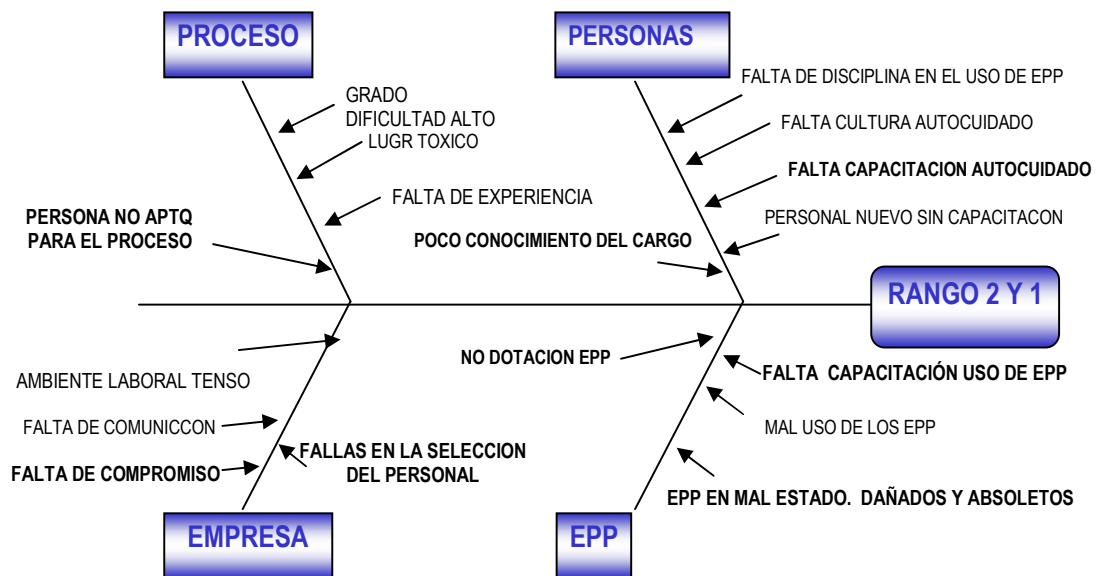 PROCESO
PERSONAS
GRADO
DIFICULTAD ALTO
LUGR TOXICO
FALTA DE EXPERIENCIA
PERSONA NO APTQ
PARA EL PROCESO
FALTA DE DISCIPLINA EN EL USO DE EPP
FALTA CULTURA AUTOCUIDADO
FALTA CAPACITACION AUTOCUIDADO
PERSONAL NUEVO SIN CAPACITACON
POCO CONOCIMIENTO DEL CARGO
RANGO 2 Y 1
AMBIENTE LABORAL TENSO
FALTA DE COMUNICCON
FALTA DE COMPROMISO
FALLAS EN LA SELECCION
DEL PERSONAL
NO DOTACION EPP
FALTA CAPACITACIÓN USO DE EPP
MAL USO DE LOS EPP
EPP EN MAL ESTADO. DAÑADOS Y ABSOLETOS
EMPRESA
EPP